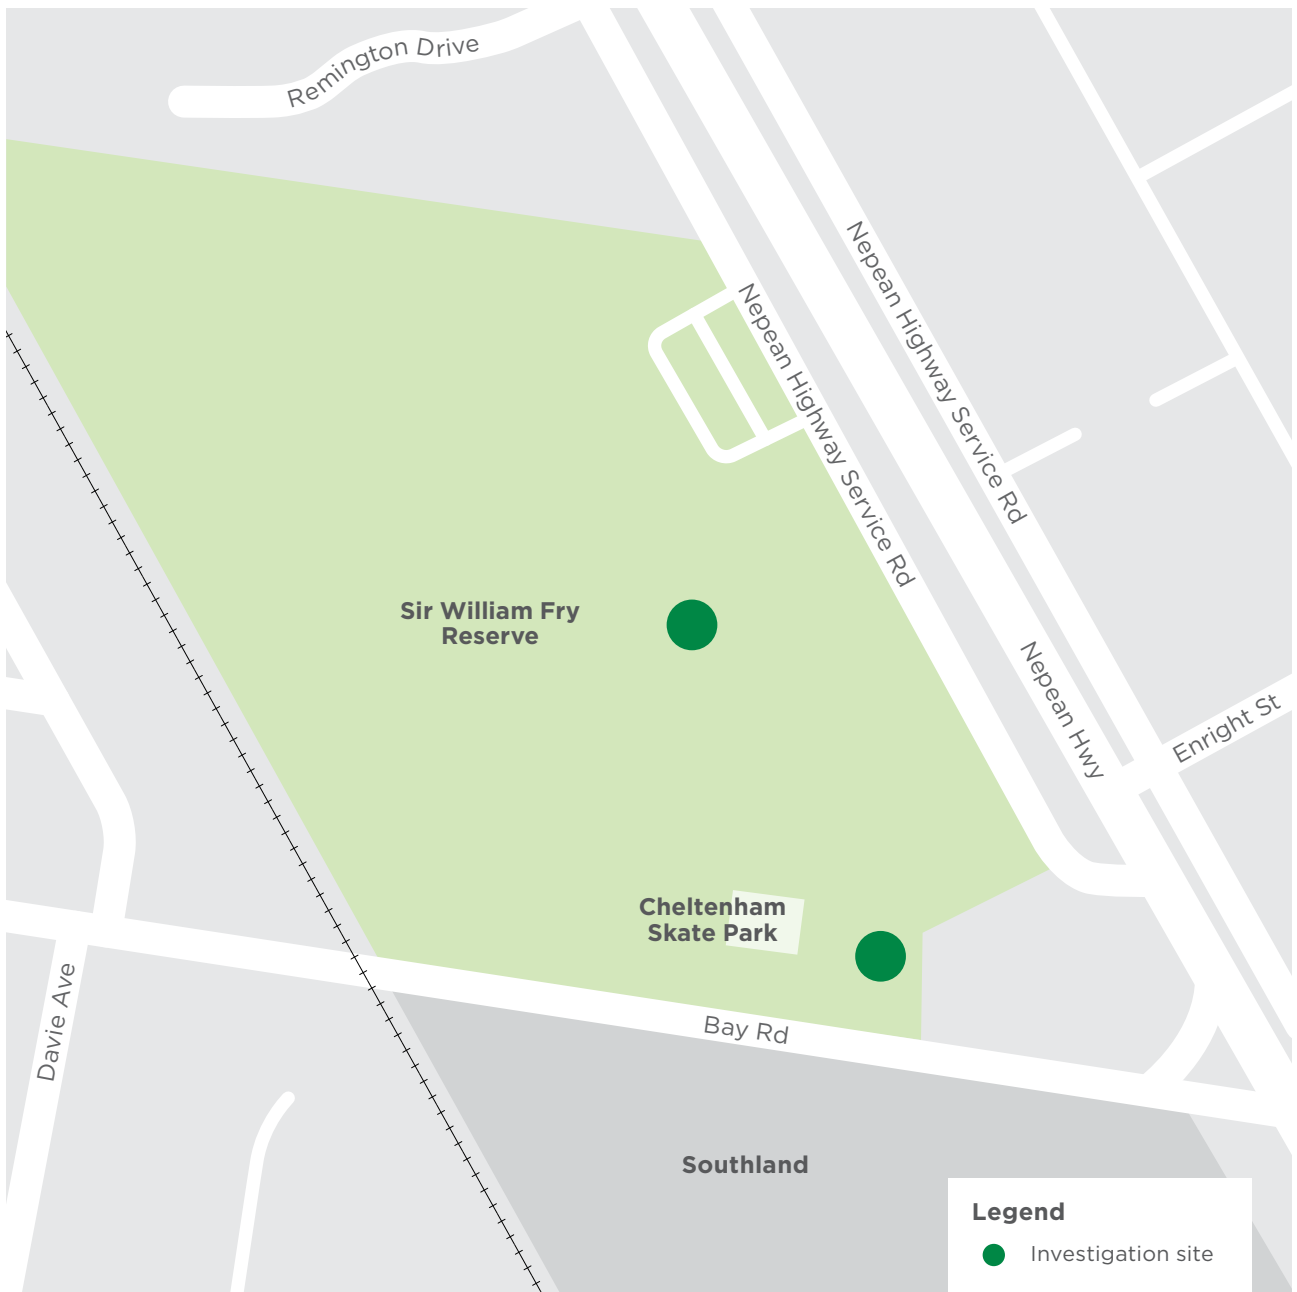 Remington Drive
Nepean Highway Service Rd
Nepean Highway Service Rd
Sir William Fry
Reserve
Nepean Hwy
Enright St
Cheltenham
Skate Park
Davie Ave
Bay Rd
Southland
Legend
Investigation site